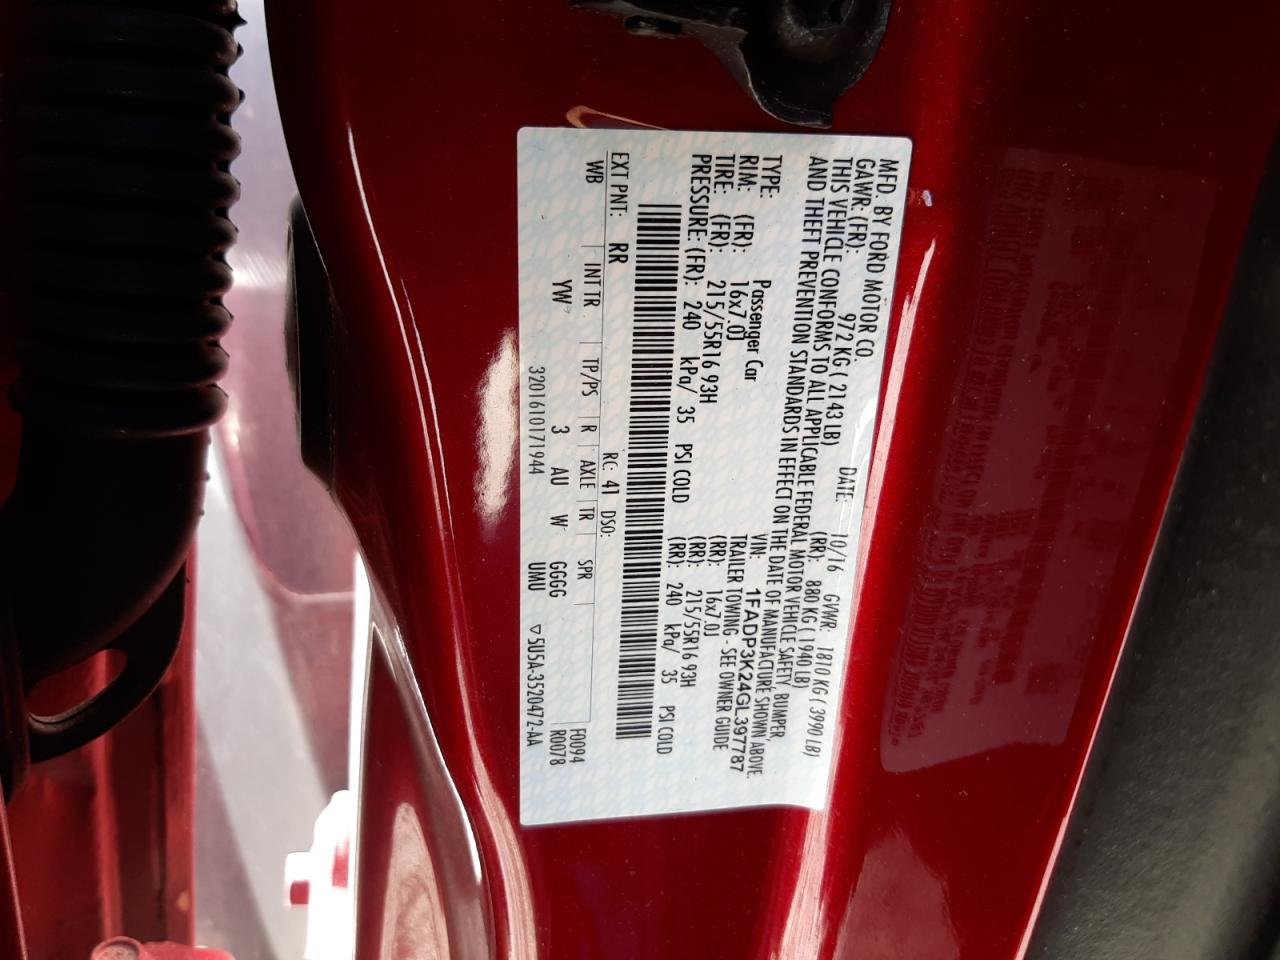 MFD. BY FORD MOTOR CO.
DATE: 10/16 GVWR: 1810 KG ( 3990 LB)
GAWR: (FR): 972 KG ( 2143 LB) (RR): 880 KG ( 1940 LB)
THIS VEHICLE CONFORMS TO ALL APPLICABLE FEDERAL MOTOR VEHICLE SAFETY, BUMPER,
AND THEFT PREVENTION STANDARDS IN EFFECT ON THE DATE OF MANUFACTURE SHOWN ABOVE.
VIN: 1FADP3K24GL397787
TYPE: Passenger Car TRAILER TOWING - SEE OWNER GUIDE
RIM: (FR): 16x7.0J (RR): 16x7.0J
TIRE: (FR): 215/55R16 93H (RR): 215/55R16 93H
PRESSURE: (FR): 240 kPa/ 35 PSI COLD (RR): 240 kPa/ 35 PSI COLD
EXT PNT: RR RC: 41 DSO:
WB INT TR TP/PS R AXLE TR SPR F0094
YW 3 AU W GGGG R0078
3201610171944 UMU ▽5U5A-3520472-AA